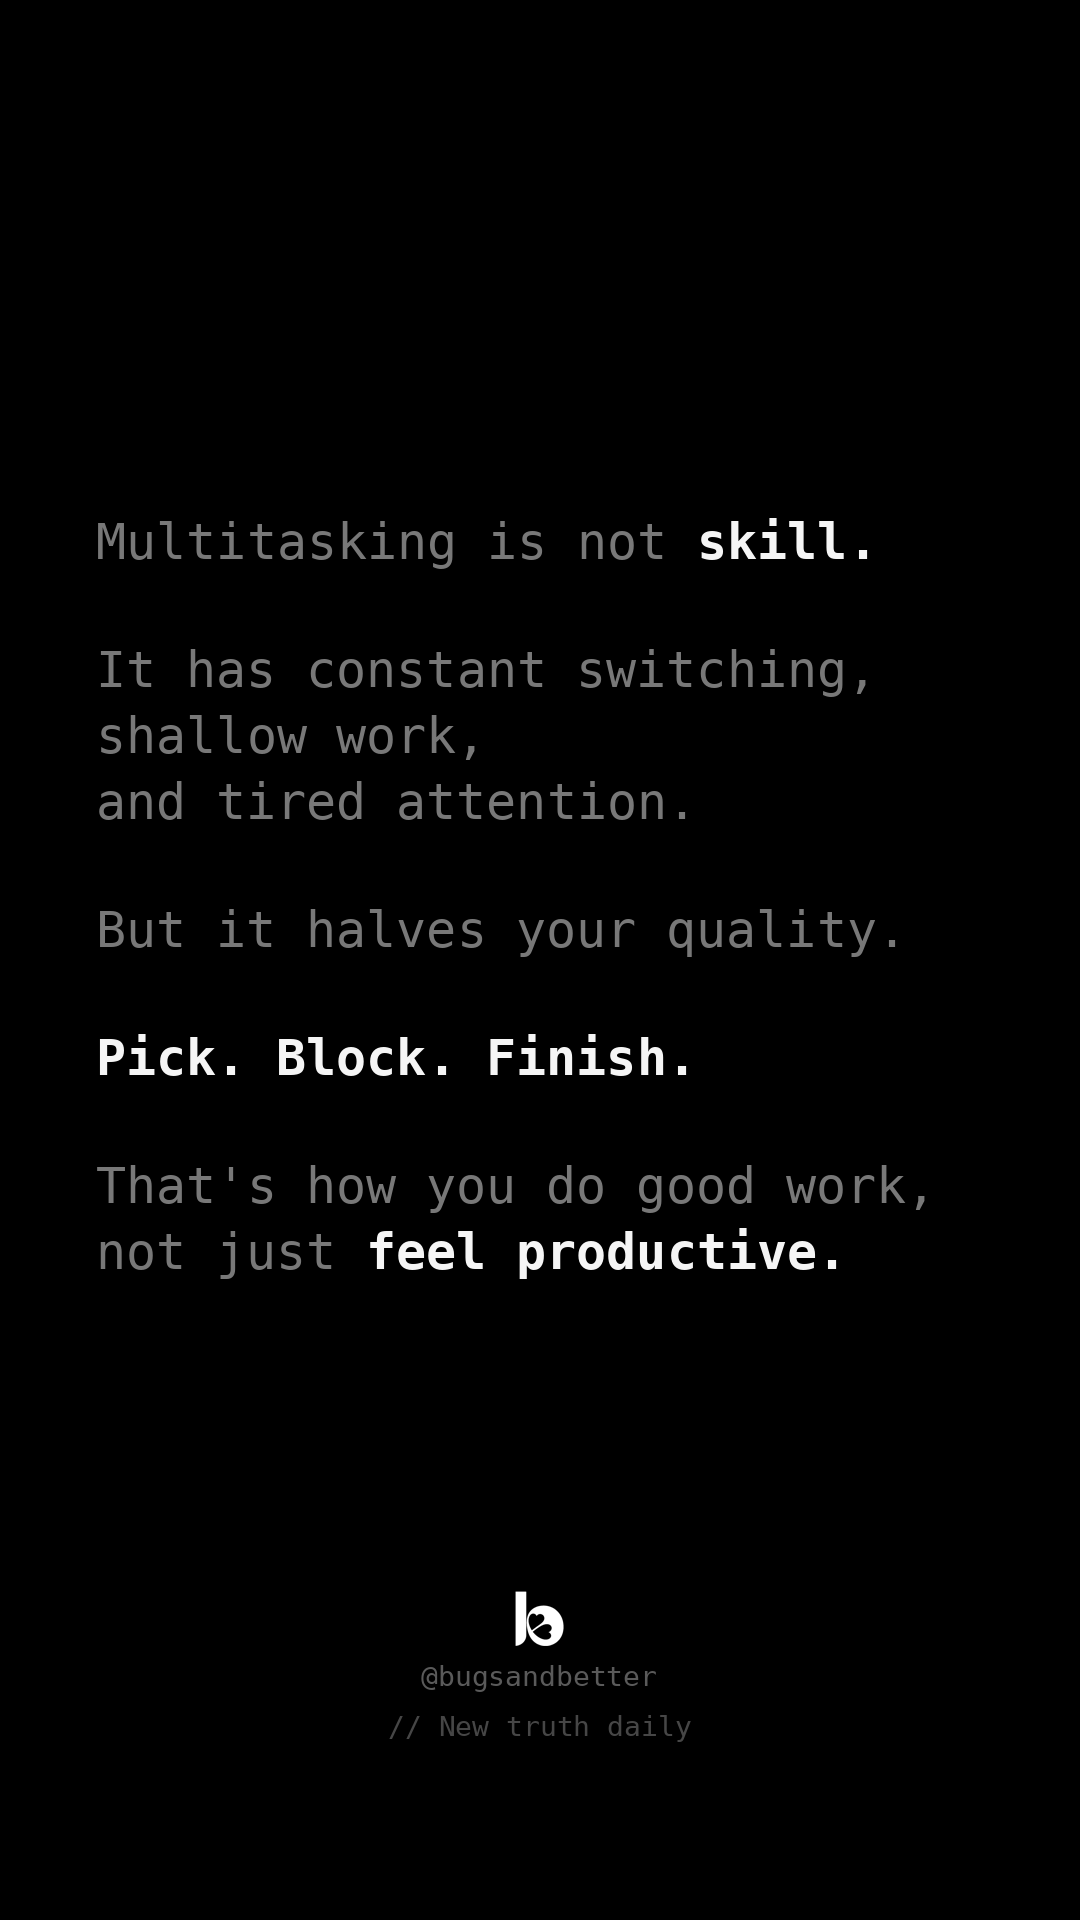 Multitasking is not skill.
It has constant switching,
shallow work,
and tired attention.
But it halves your quality.
Pick. Block. Finish.
That's how you do good work,
not just feel productive.
b
@bugsandbetter
// New truth daily